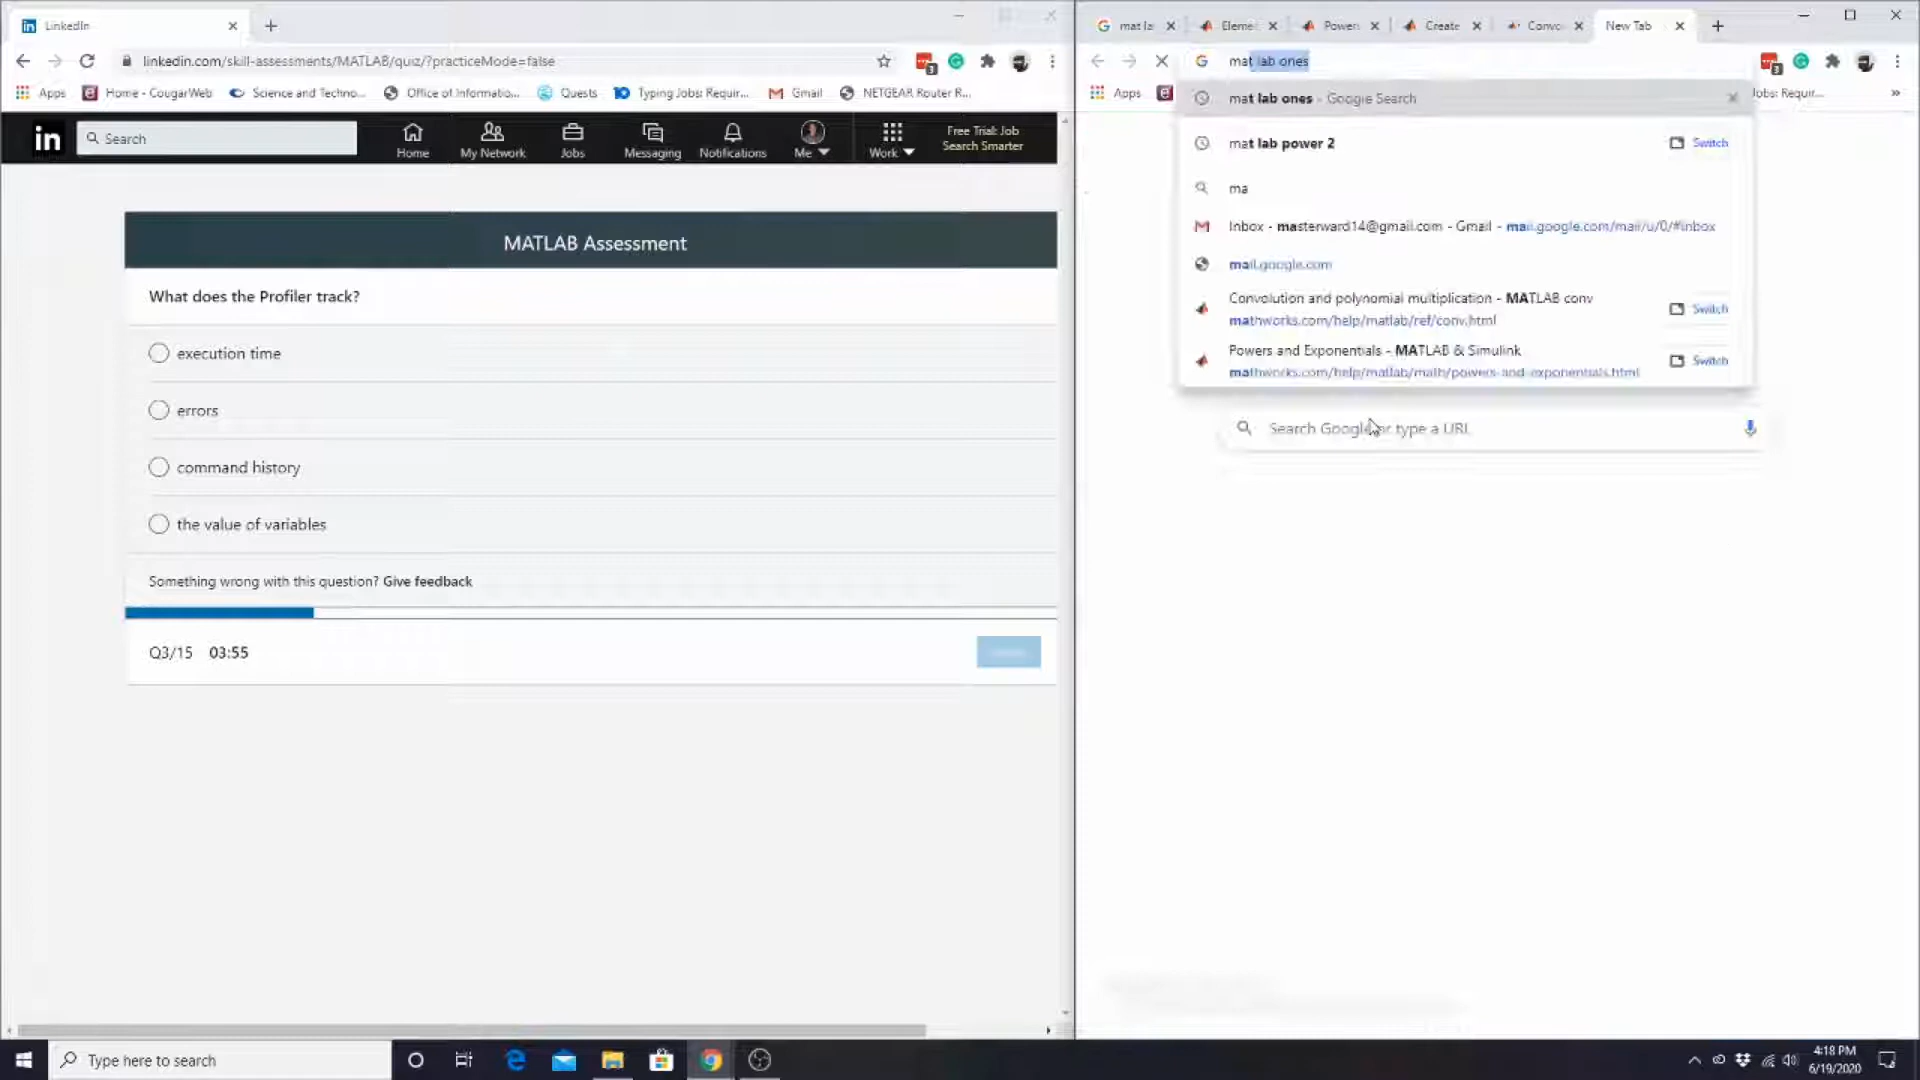 LinkedIn
linkedin.com/skill-assessments/MATLAB/quiz/?practiceMode=false
3
Apps
Home - CougarWeb
Science and Techno...
Office of Informatio...
Quests
Typing Jobs: Requir...
Gmail
NETGEAR Router R...
in
Search
Home
My Network
Jobs
Messaging
Notifications
Me
Work
Free Trial: Job
Search Smarter
MATLAB Assessment
What does the Profiler track?
execution time
errors
command history
the value of variables
Something wrong with this question? Give feedback
Q3/15 03:55
mat la
Eleme
Power
Create
Convo
New Tab
mat lab ones
3
Apps
Jobs: Requir...
»
mat lab ones - Google Search
mat lab power 2
Switch
ma
Inbox - masterward14@gmail.com - Gmail - mail.google.com/mail/u/0/#inbox
mail.google.com
Convolution and polynomial multiplication - MATLAB conv
mathworks.com/help/matlab/ref/conv.html
Switch
Powers and Exponentials - MATLAB & Simulink
mathworks.com/help/matlab/math/powers-and-exponentials.html
Switch
Search Google or type a URL
Type here to search
4:18 PM
6/19/2020